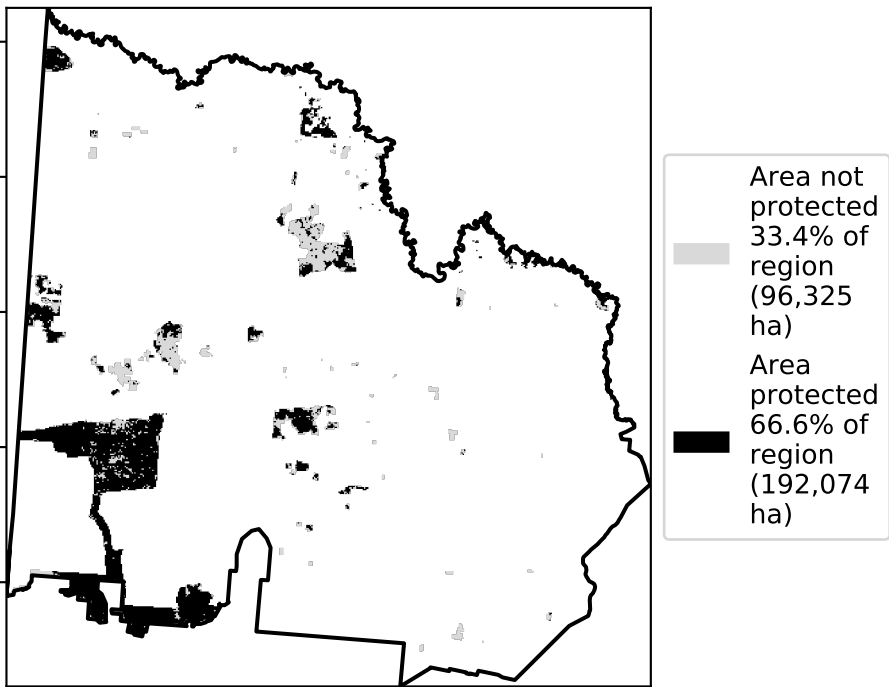 Area not
protected
33.4% of
region
(96,325
ha)
Area
protected
66.6% of
region
(192,074
ha)